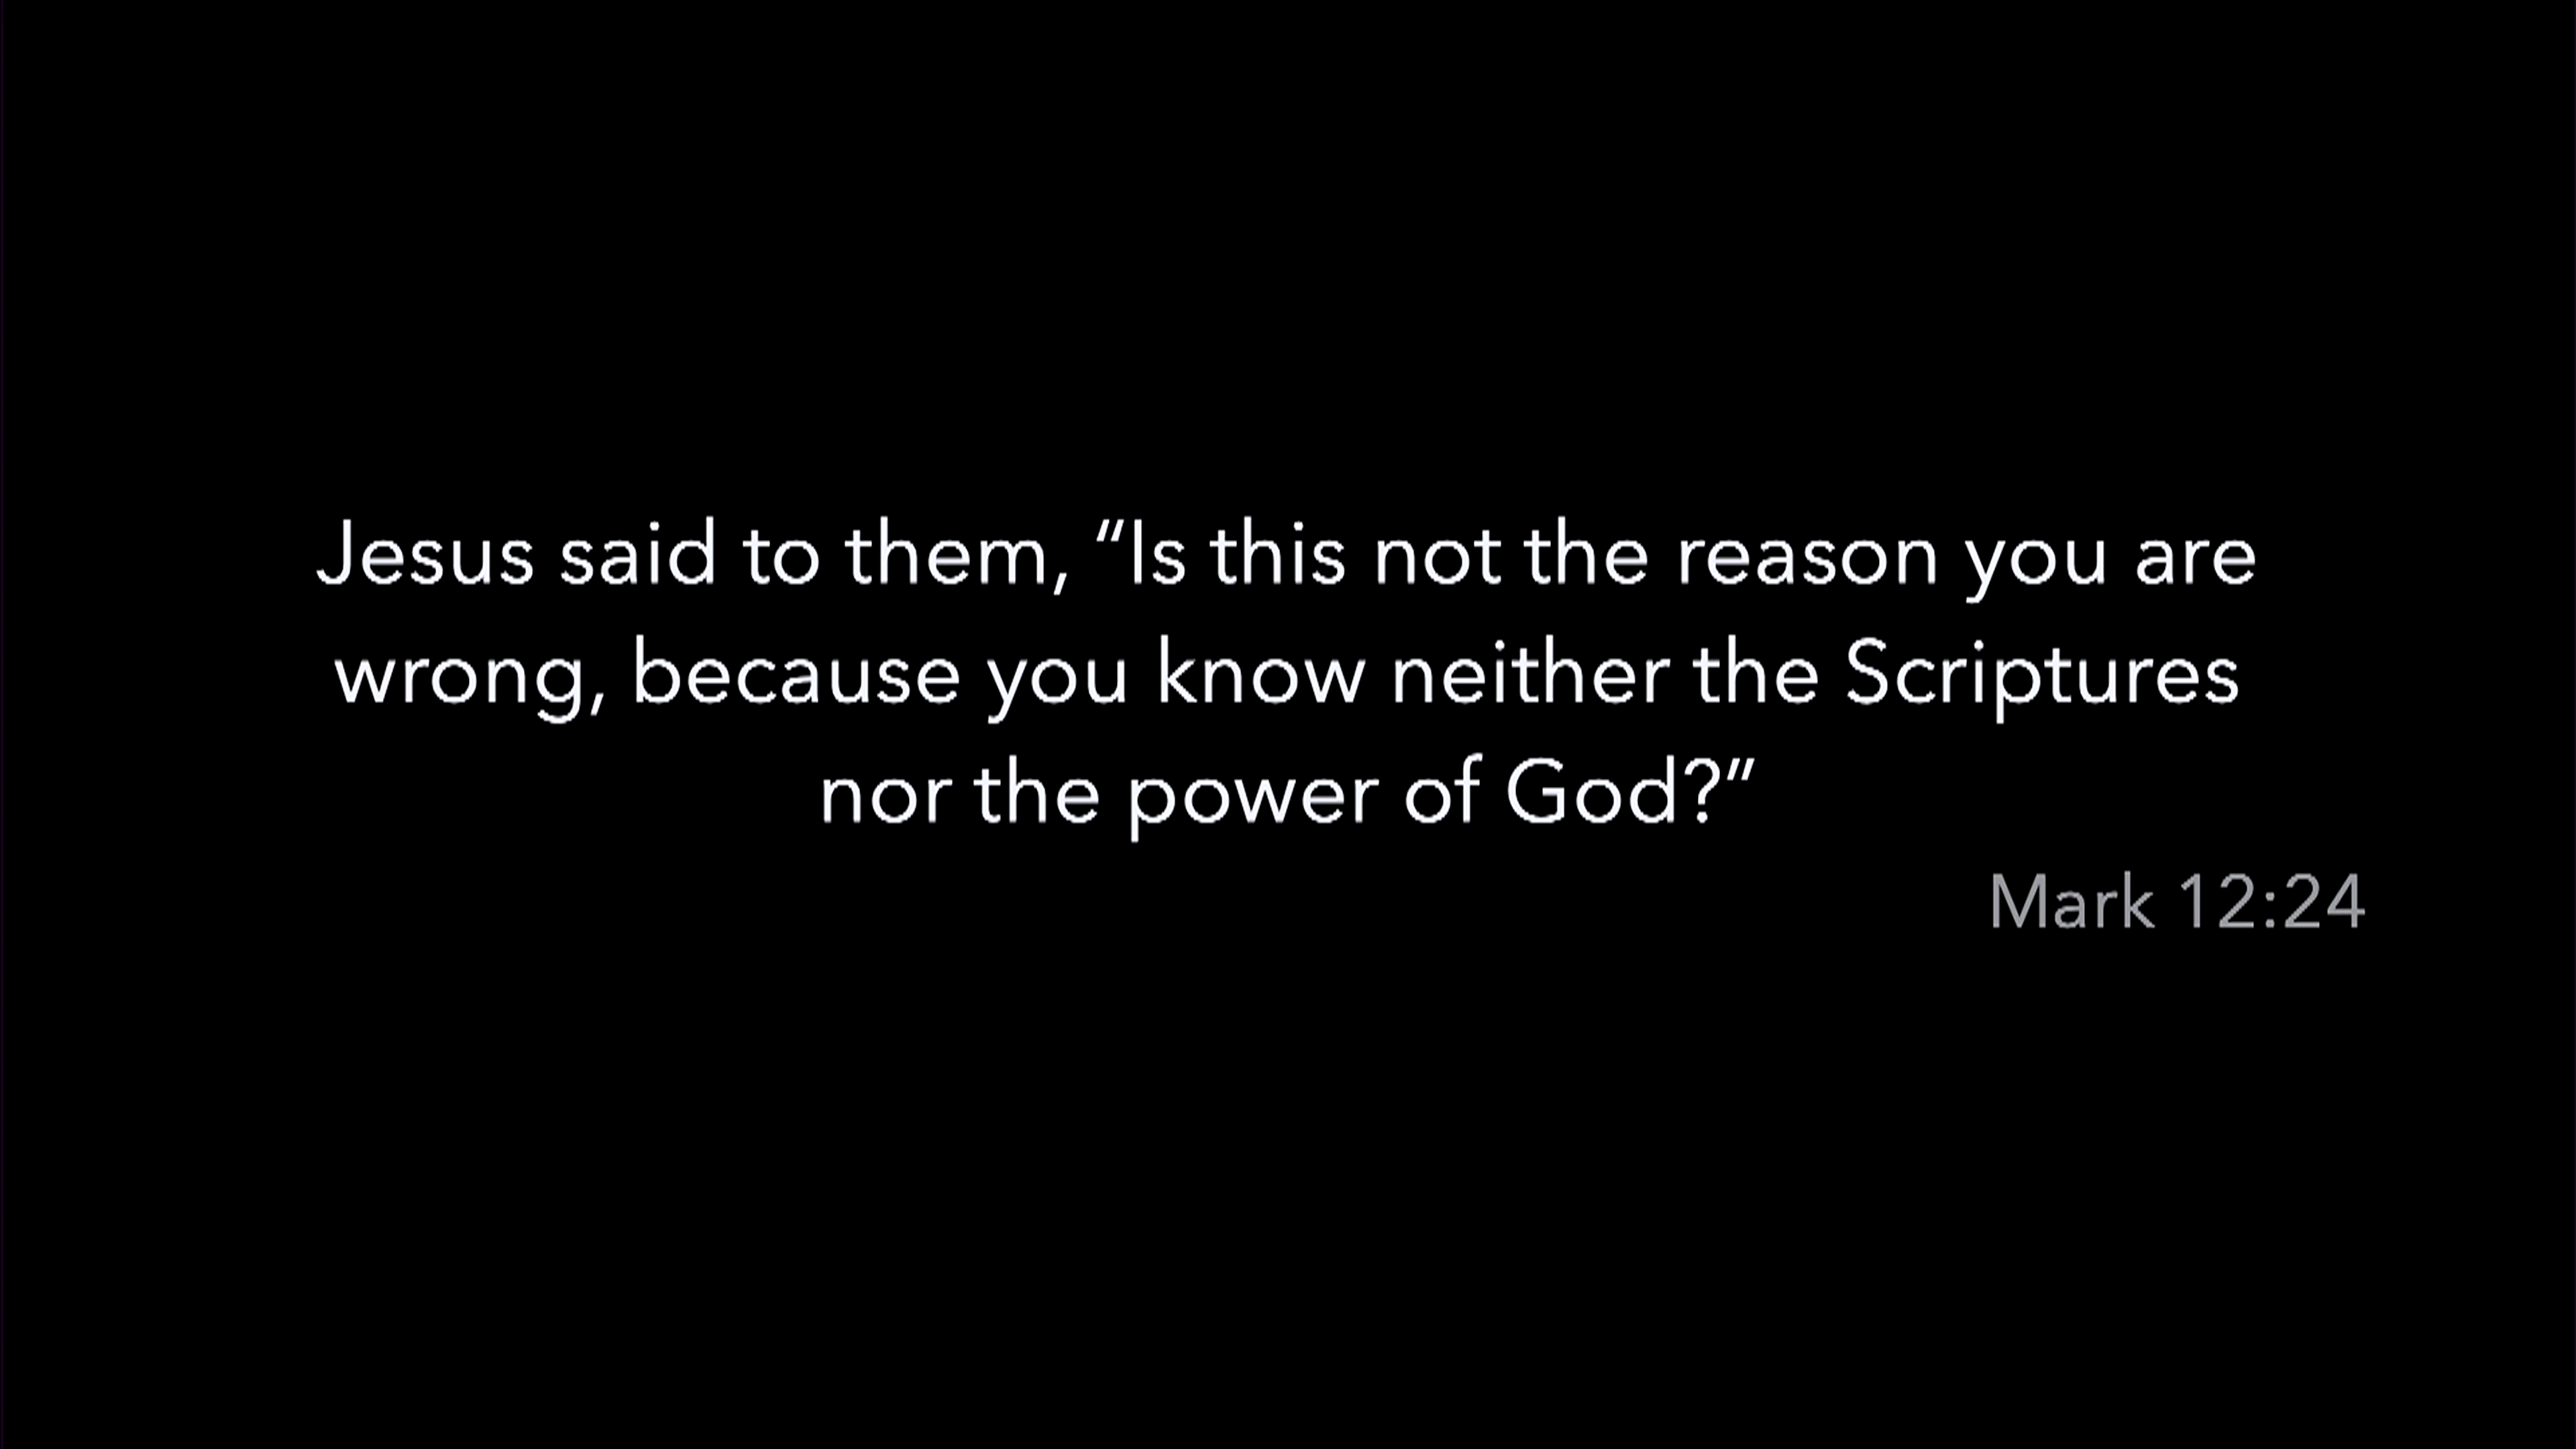 Jesus said to them, “Is this not the reason you are
wrong, because you know neither the Scriptures
nor the power of God?”
Mark 12:24